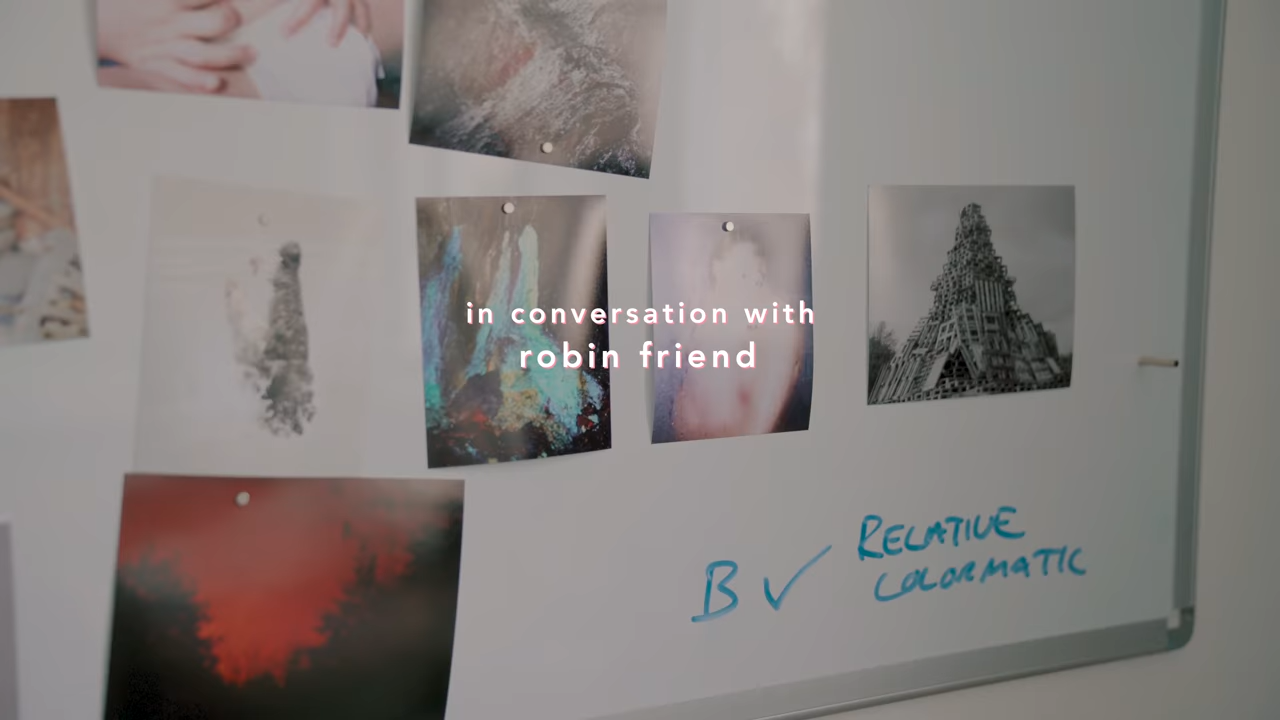 in conversation with
robin friend
B ✓ RELATIVE
COLORMATIC